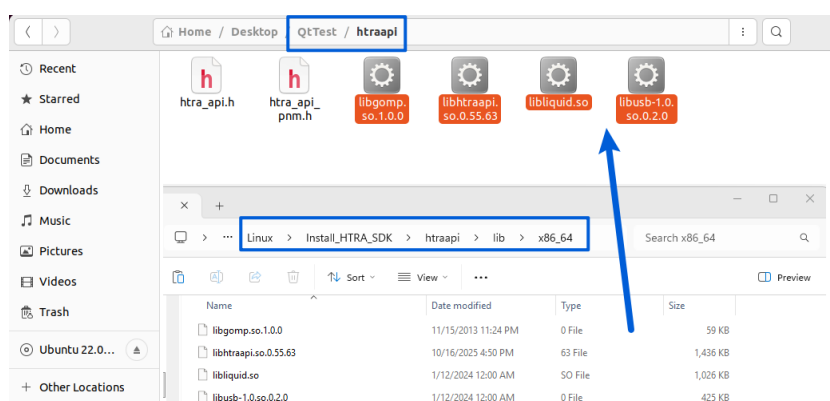 Home / Desktop / QtTest / htraapi
Recent
Starred
Home
Documents
Downloads
Music
Pictures
Videos
Trash
Ubuntu 22.0...
+ Other Locations
h
h
htra_api.h
htra_api_
pnm.h
libgomp.
so.1.0.0
libhtraapi.
so.0.55.63
libliquid.so
libusb-1.0.
so.0.2.0
Linux > Install_HTRA_SDK > htraapi > lib > x86_64
Search x86_64
Sort
View
Preview
Name Date modified Type Size
libgomp.so.1.0.0 11/15/2013 11:24 PM 0 File 59 KB
libhtraapi.so.0.55.63 10/16/2025 4:50 PM 63 File 1,436 KB
libliquid.so 1/12/2024 12:00 AM SO File 1,026 KB
libusb-1.0.so.0.2.0 1/12/2024 12:00 AM 0 File 425 KB